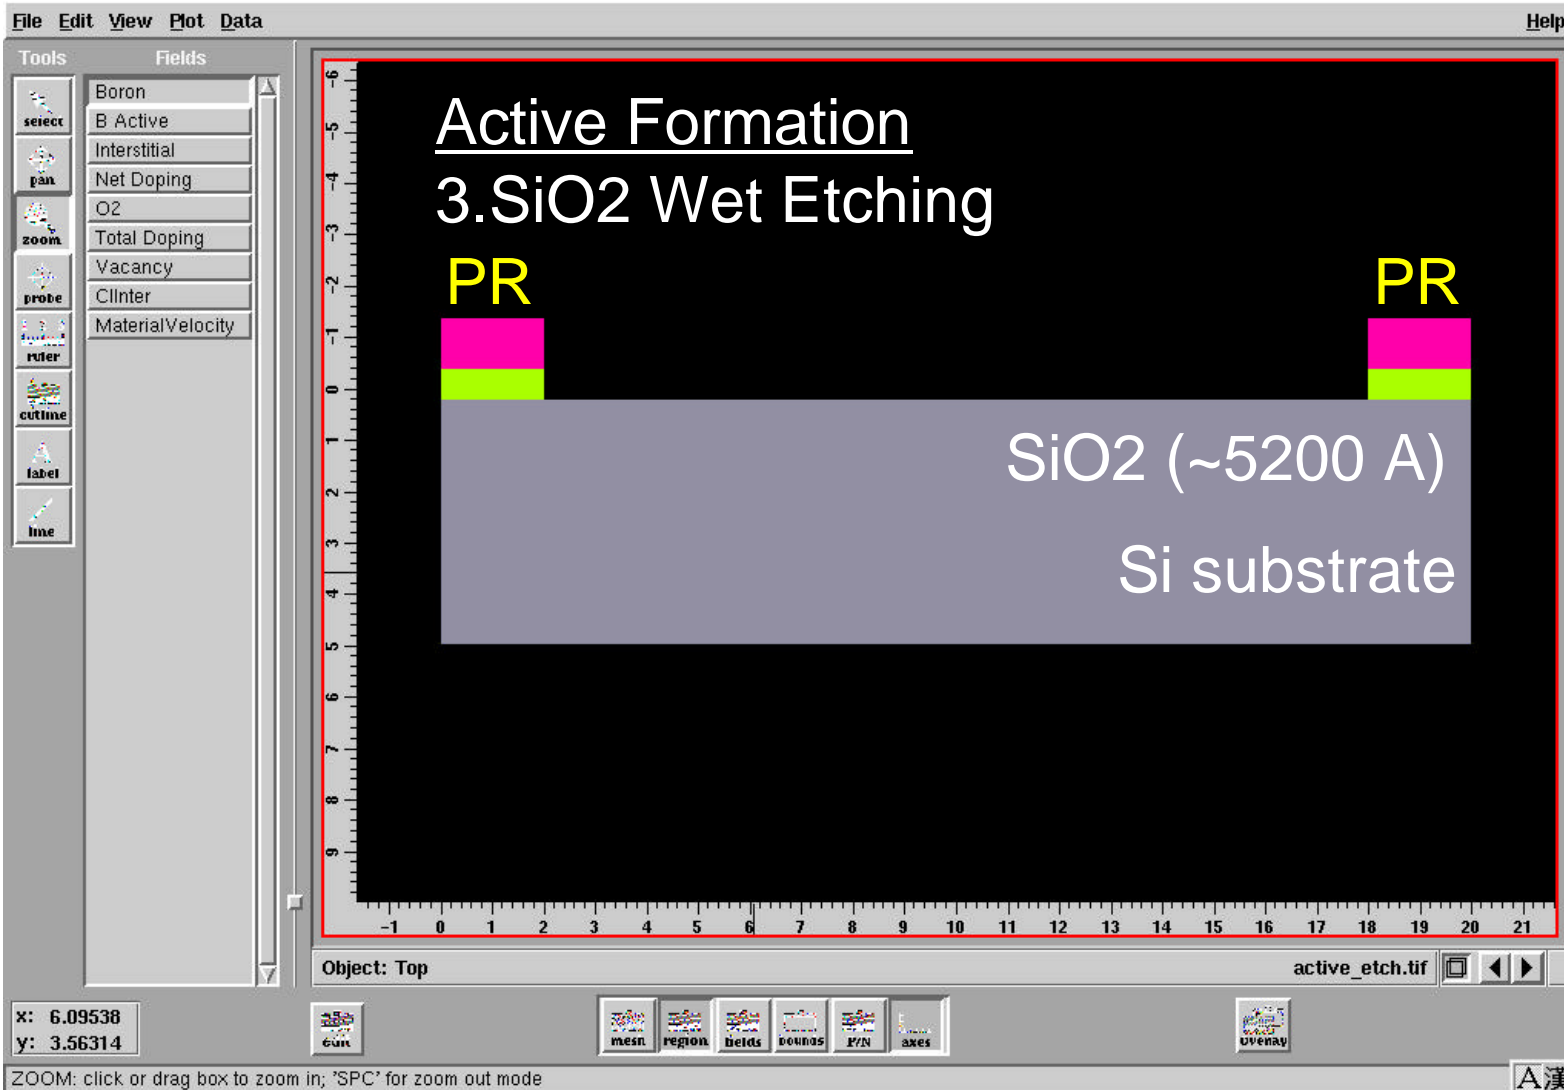 File Edit View Plot Data Help
Tools Fields
select
pan
zoom
probe
ruler
cutline
label
line
Boron
B Active
Interstitial
Net Doping
O2
Total Doping
Vacancy
CIInter
MaterialVelocity
Active Formation
3.SiO2 Wet Etching
PR PR
SiO2 (~5200 A)
Si substrate
-6
-5
-4
-3
-2
-1
0
1
2
3
4
5
6
7
8
9
-1 0 1 2 3 4 5 6 7 8 9 10 11 12 13 14 15 16 17 18 19 20 21
Object: Top active_etch.tif
x: 6.09538
y: 3.56314
edit mesh region fields bounds P/N axes overlay
ZOOM: click or drag box to zoom in; 'SPC' for zoom out mode
A漢